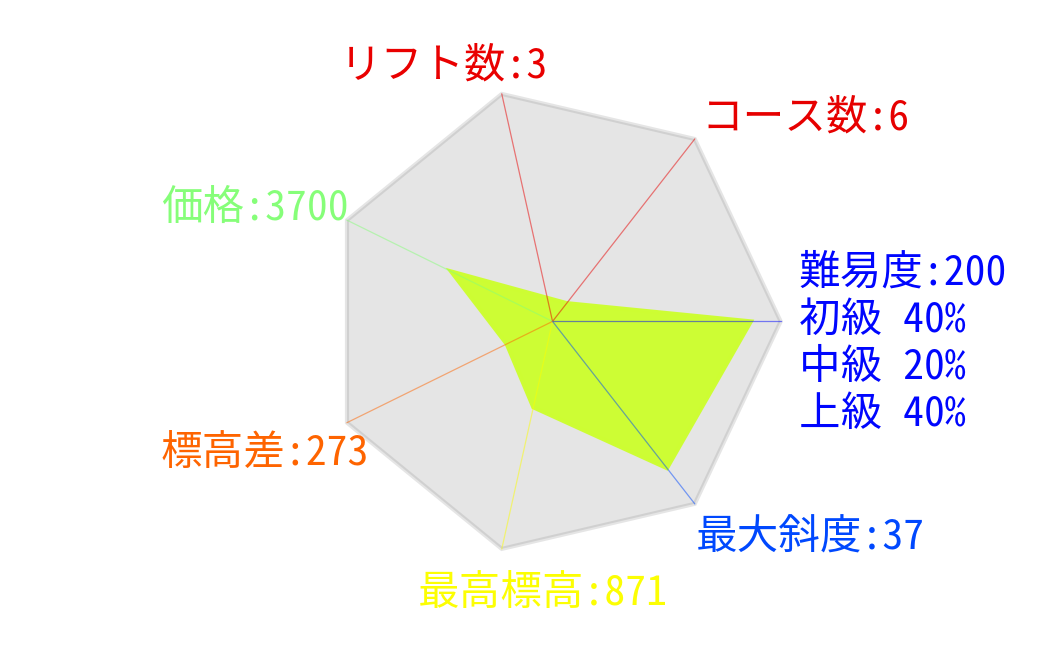 リフト数:3
コース数:6
価格:3700
難易度:200
初級 40%
中級 20%
上級 40%
標高差:273
最大斜度:37
最高標高:871